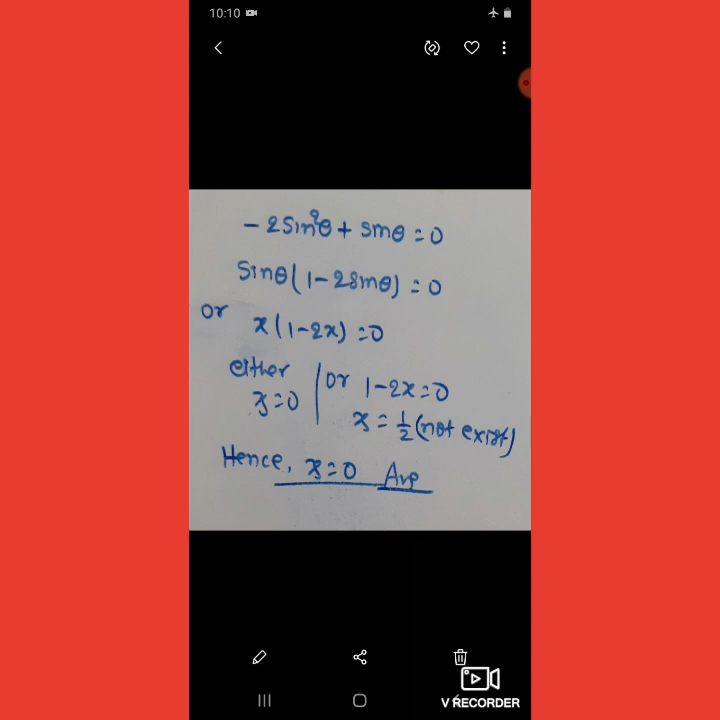 10:10
- 2sin²θ + sinθ = 0
sinθ(1-2sinθ) = 0
or x(1-2x) = 0
either | or 1-2x=0
x=0 | x = 1/2 (not exist)
Hence, x=0 Ans
V RECORDER